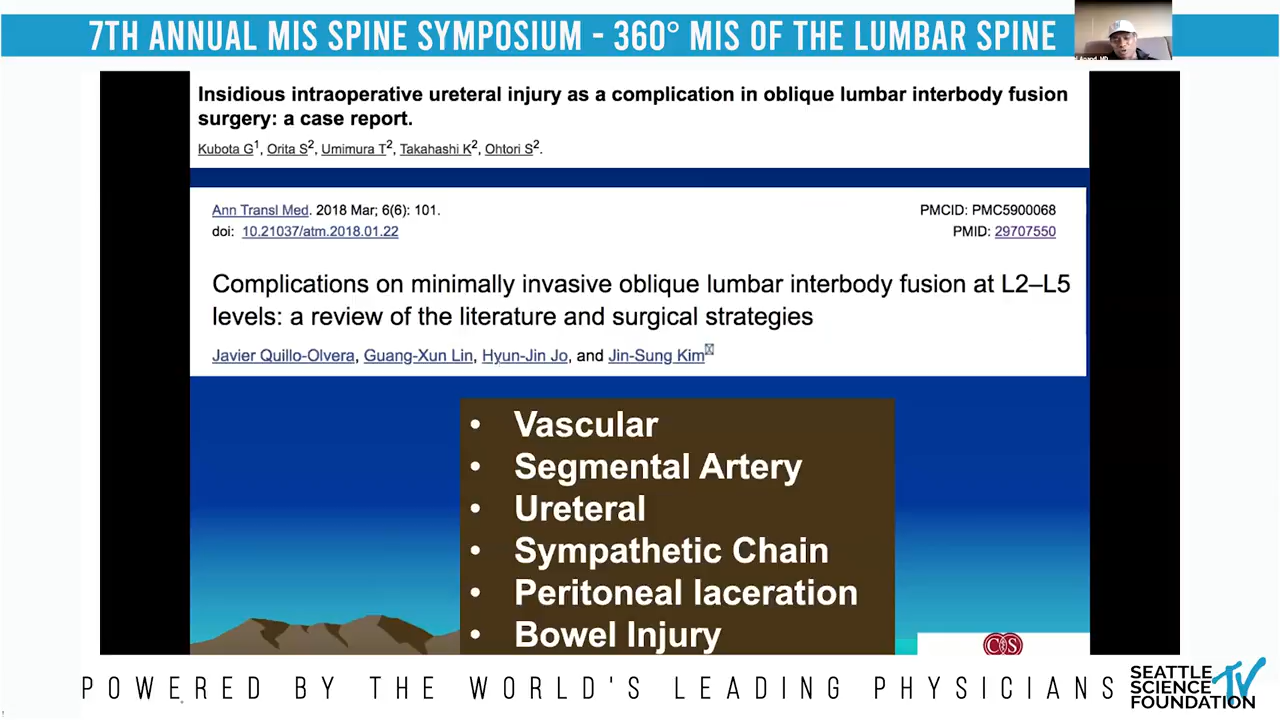 7TH ANNUAL MIS SPINE SYMPOSIUM - 360° MIS OF THE LUMBAR SPINE
Insidious intraoperative ureteral injury as a complication in oblique lumbar interbody fusion
surgery: a case report.
Kubota G1, Orita S2, Umimura T2, Takahashi K2, Ohtori S2.
Ann Transl Med. 2018 Mar; 6(6): 101.
PMCID: PMC5900068
doi: 10.21037/atm.2018.01.22
PMID: 29707550
Complications on minimally invasive oblique lumbar interbody fusion at L2–L5
levels: a review of the literature and surgical strategies
Javier Quillo-Olvera, Guang-Xun Lin, Hyun-Jin Jo, and Jin-Sung Kim
• Vascular
• Segmental Artery
• Ureteral
• Sympathetic Chain
• Peritoneal laceration
• Bowel Injury
POWERED BY THE WORLD'S LEADING PHYSICIANS
SEATTLE
SCIENCE
FOUNDATION
TV